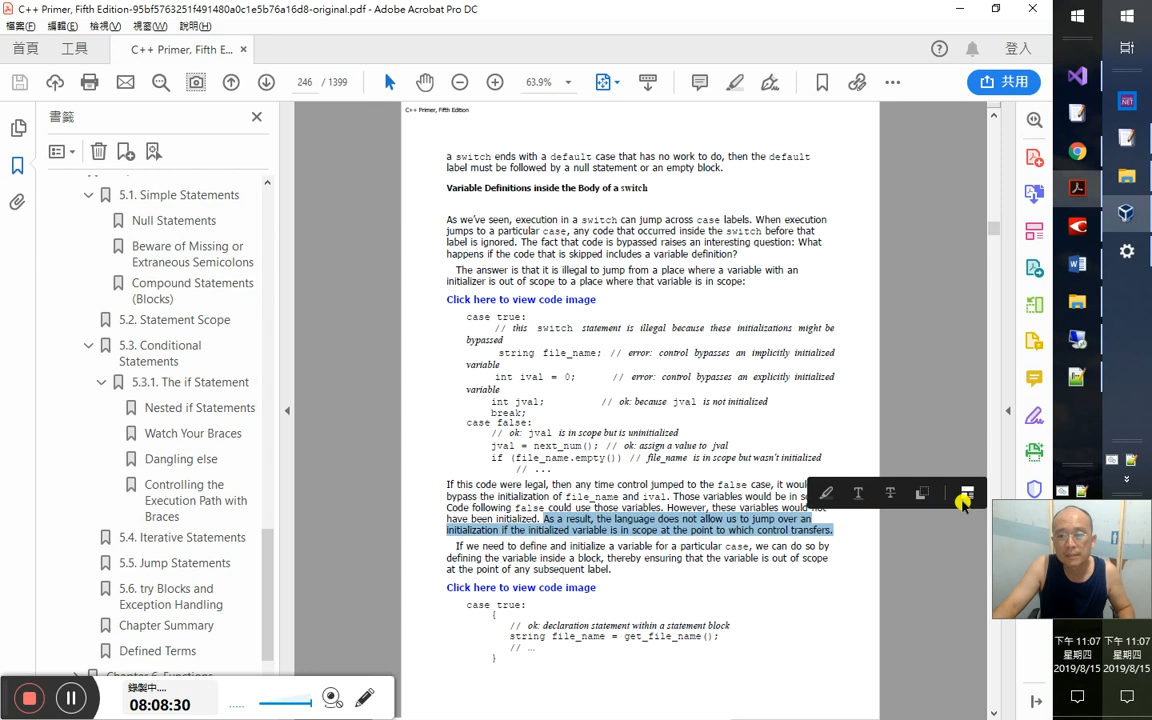 C++ Primer, Fifth Edition-95bf5763251f491480a0c1e5b76a16d8-original.pdf - Adobe Acrobat Pro DC
檔案(F) 編輯(E) 檢視(V) 視窗(W) 說明(H)
首頁 工具 C++ Primer, Fifth E... ×
登入
246 / 1399
63.9%
共用
書籤
5.1. Simple Statements
Null Statements
Beware of Missing or
Extraneous Semicolons
Compound Statements
(Blocks)
5.2. Statement Scope
5.3. Conditional
Statements
5.3.1. The if Statement
Nested if Statements
Watch Your Braces
Dangling else
Controlling the
Execution Path with
Braces
5.4. Iterative Statements
5.5. Jump Statements
5.6. try Blocks and
Exception Handling
Chapter Summary
Defined Terms
Chapter 6. Functions
C++ Primer, Fifth Edition
a switch ends with a default case that has no work to do, then the default
label must be followed by a null statement or an empty block.
Variable Definitions inside the Body of a switch
As we've seen, execution in a switch can jump across case labels. When execution
jumps to a particular case, any code that occurred inside the switch before that
label is ignored. The fact that code is bypassed raises an interesting question: What
happens if the code that is skipped includes a variable definition?
The answer is that it is illegal to jump from a place where a variable with an
initializer is out of scope to a place where that variable is in scope:
Click here to view code image
case true:
// this switch statement is illegal because these initializations might be
bypassed
string file_name; // error: control bypasses an implicitly initialized
variable
int ival = 0; // error: control bypasses an explicitly initialized
variable
int jval; // ok: because jval is not initialized
break;
case false:
// ok: jval is in scope but is uninitialized
jval = next_num(); // ok: assign a value to jval
if (file_name.empty()) // file_name is in scope but wasn't initialized
// ...
If this code were legal, then any time control jumped to the false case, it
bypass the initialization of file_name and ival. Those variables would be in
Code following false could use those variables. However, these variables would not
have been initialized. As a result, the language does not allow us to jump over an
initialization if the initialized variable is in scope at the point to which control transfers.
If we need to define and initialize a variable for a particular case, we can do so by
defining the variable inside a block, thereby ensuring that the variable is out of scope
at the point of any subsequent label.
Click here to view code image
case true:
{
// ok: declaration statement within a statement block
string file_name = get_file_name();
// ...
}
錄製中....
08:08:30
下午 11:07 下午 11:07
星期四 星期四
2019/8/15 2019/8/15